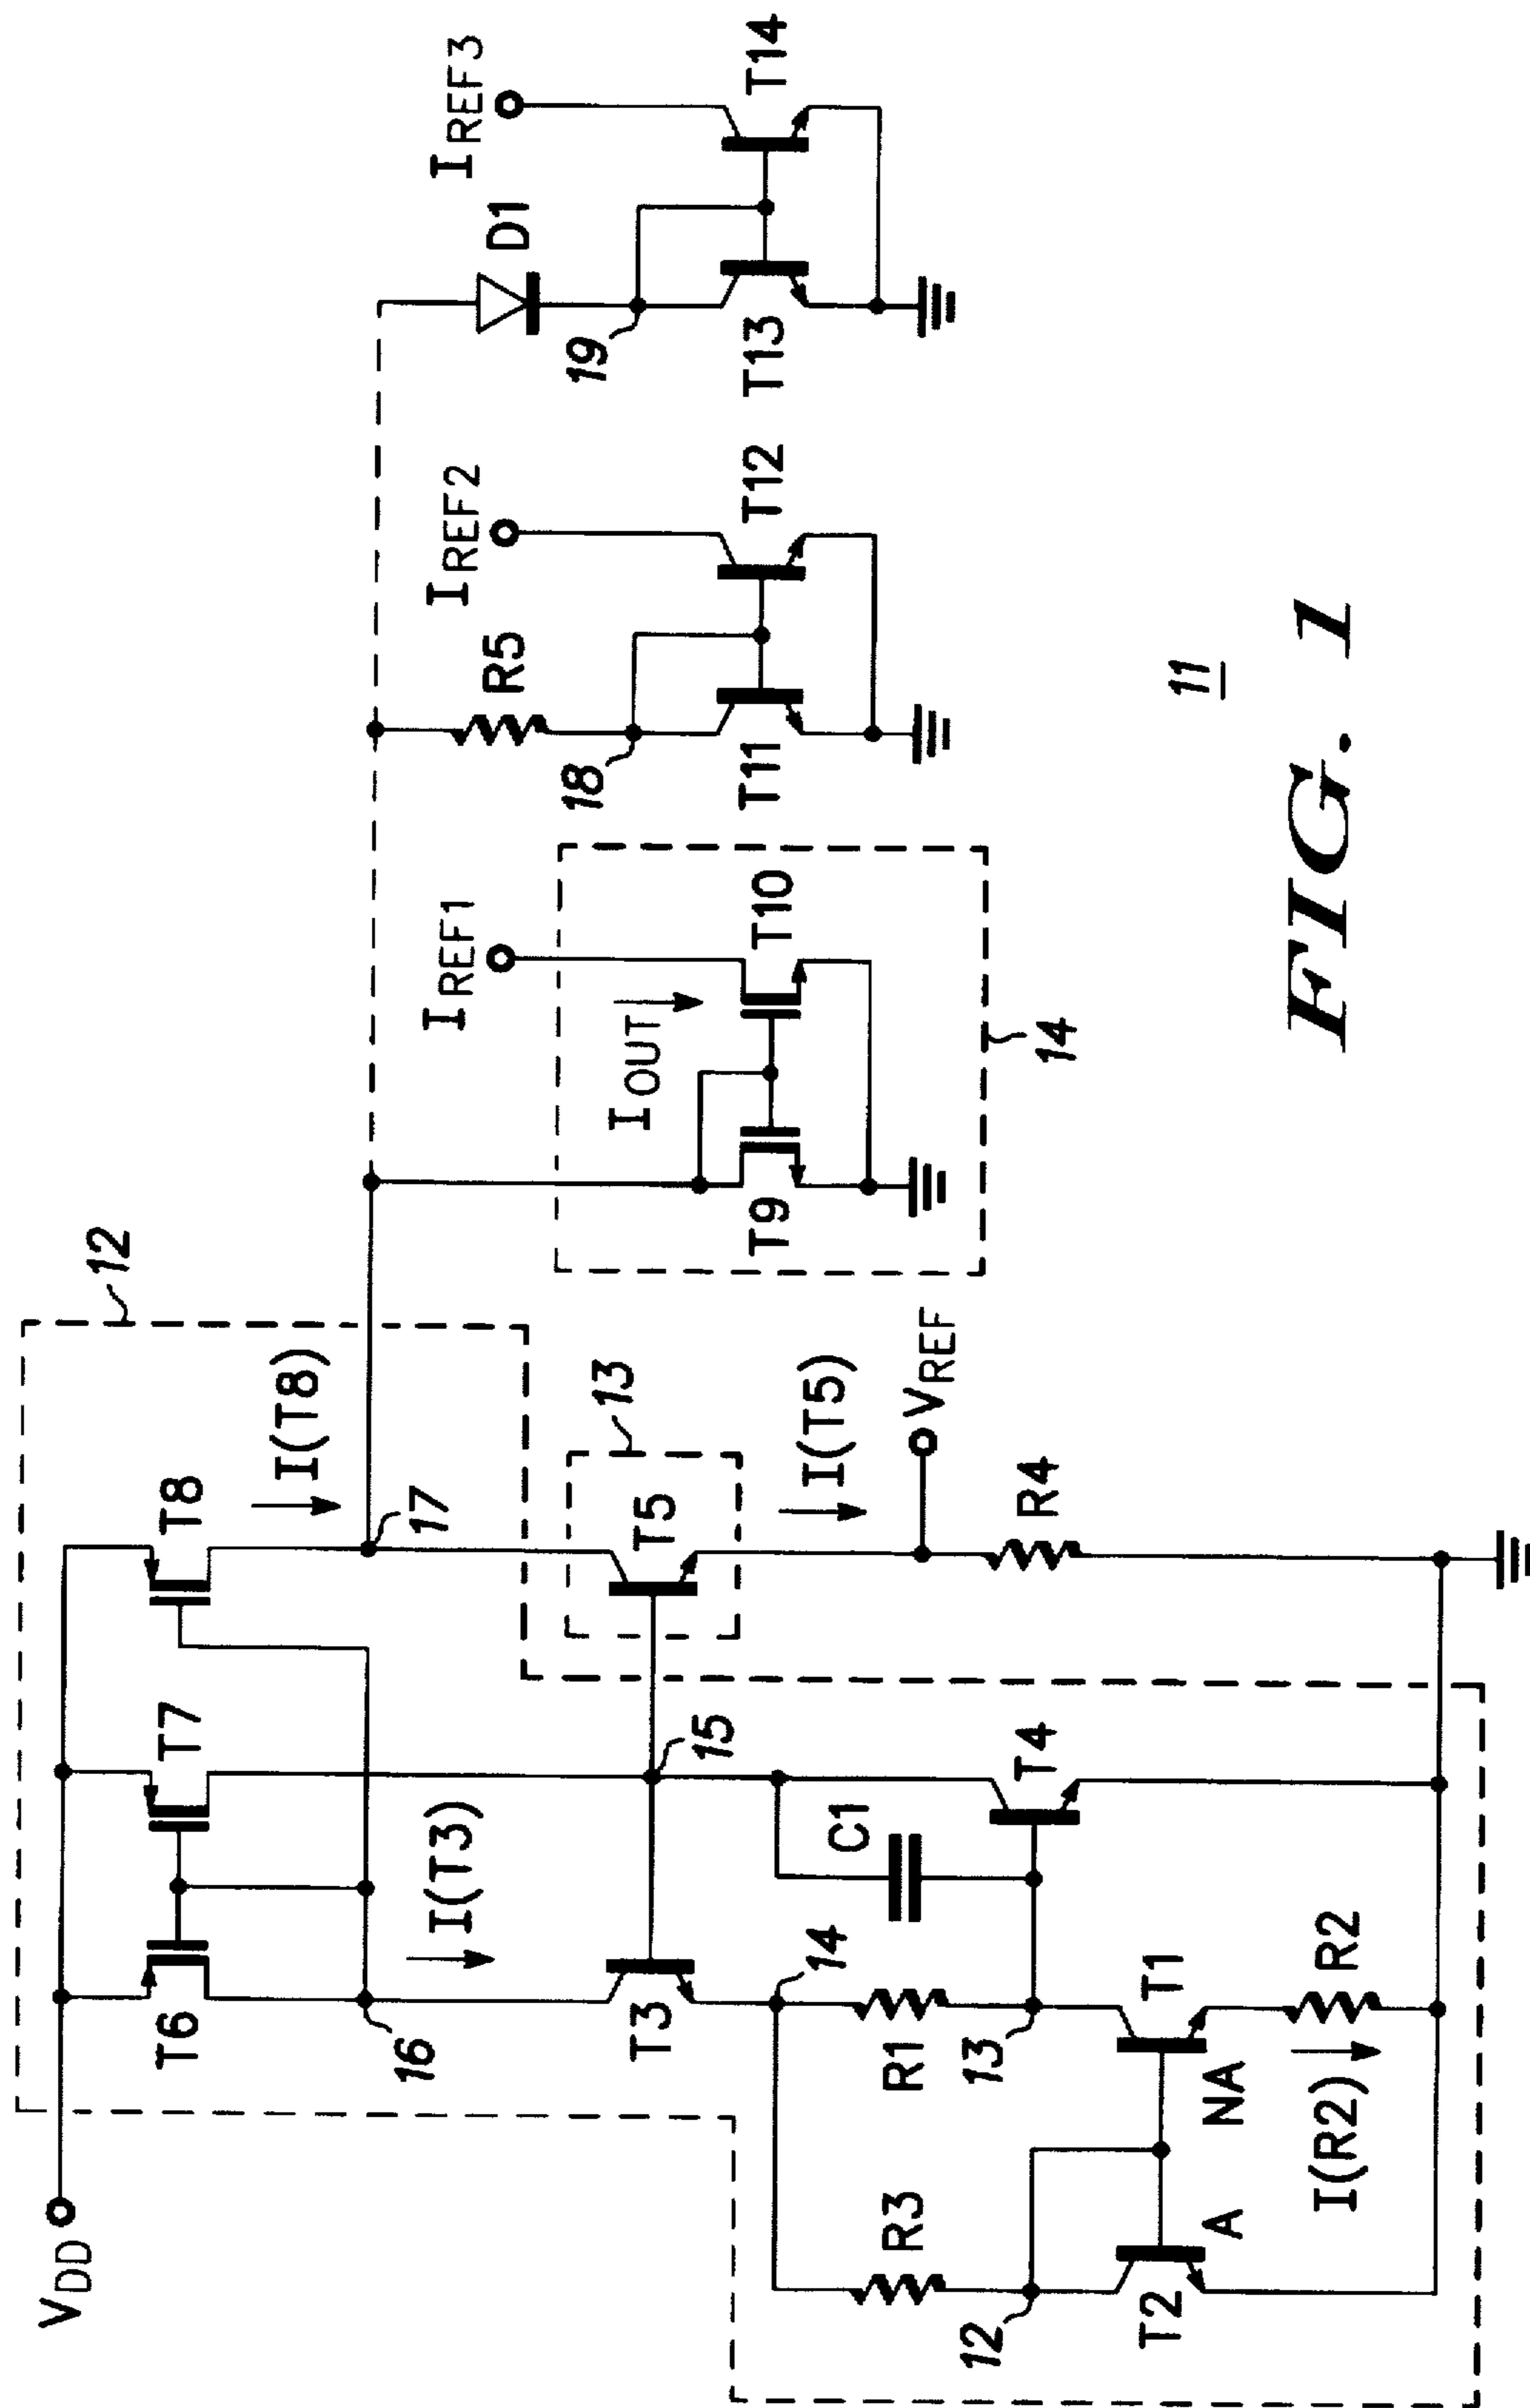 V_DD
12
T6
T7
T8
I(T3)
I(T8)
16
17
T3
15
13
T5
14
R3
R1
C1
T4
I(T5)
V_REF
R4
12
13
T2
A
NA
T1
R2
I(R2)
I_REF1
I_OUT
T9
T10
14
R5
I_REF2
18
T11
T12
D1
I_REF3
19
T13
T14
11
FIG. 1